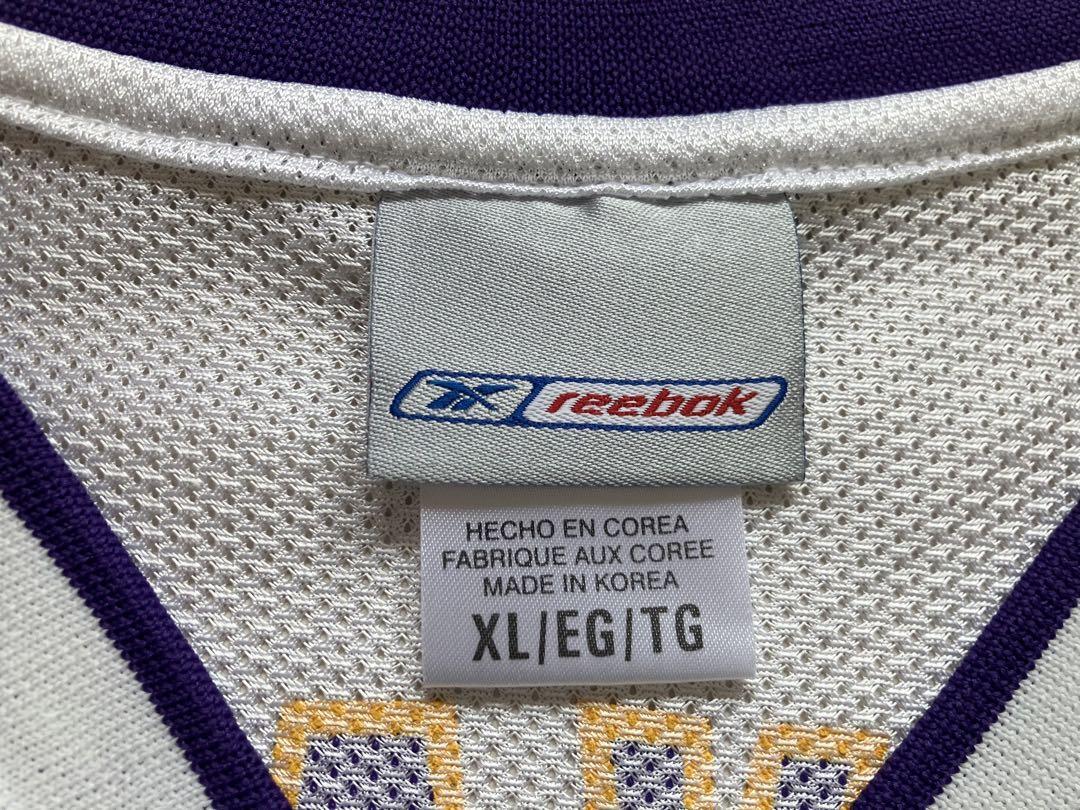 reebok
HECHO EN COREA
FABRIQUE AUX COREE
MADE IN KOREA
XL/EG/TG